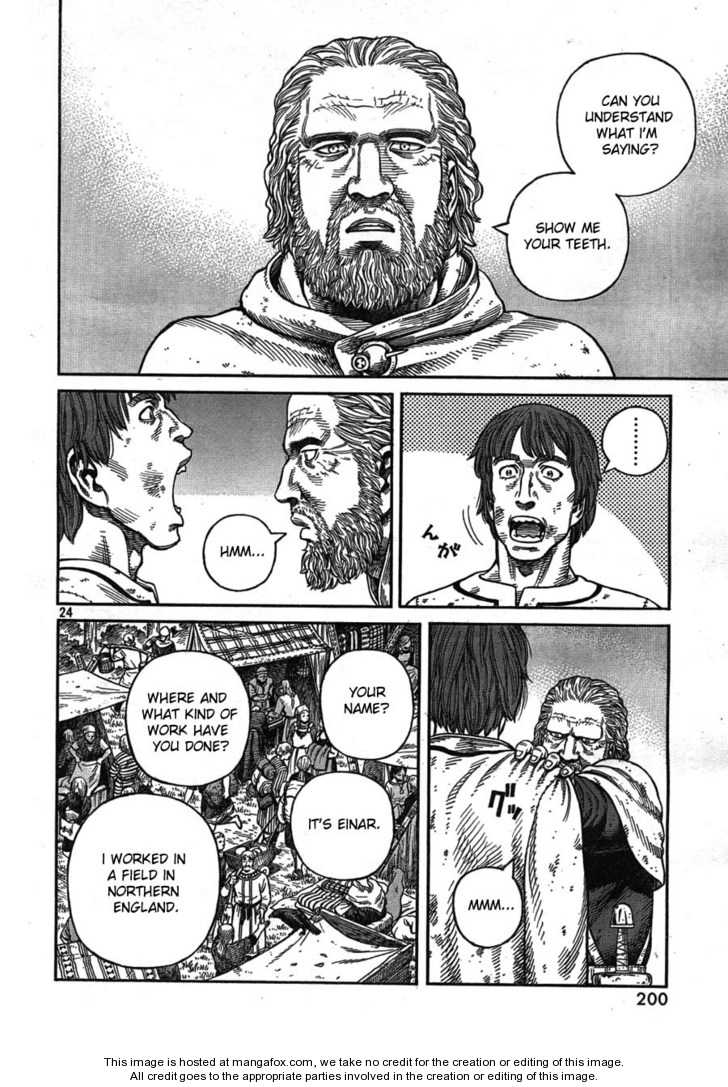 CAN YOU
UNDERSTAND
WHAT I'M
SAYING?
SHOW ME
YOUR TEETH.
.........
んが
HMM...
24
グッ
MMM...
YOUR
NAME?
IT'S EINAR.
WHERE AND
WHAT KIND OF
WORK HAVE
YOU DONE?
I WORKED IN
A FIELD IN
NORTHERN
ENGLAND.
200
This image is hosted at mangafox.com, we take no credit for the creation or editing of this image.
All credit goes to the appropriate parties involved in the creation or editing of this image.